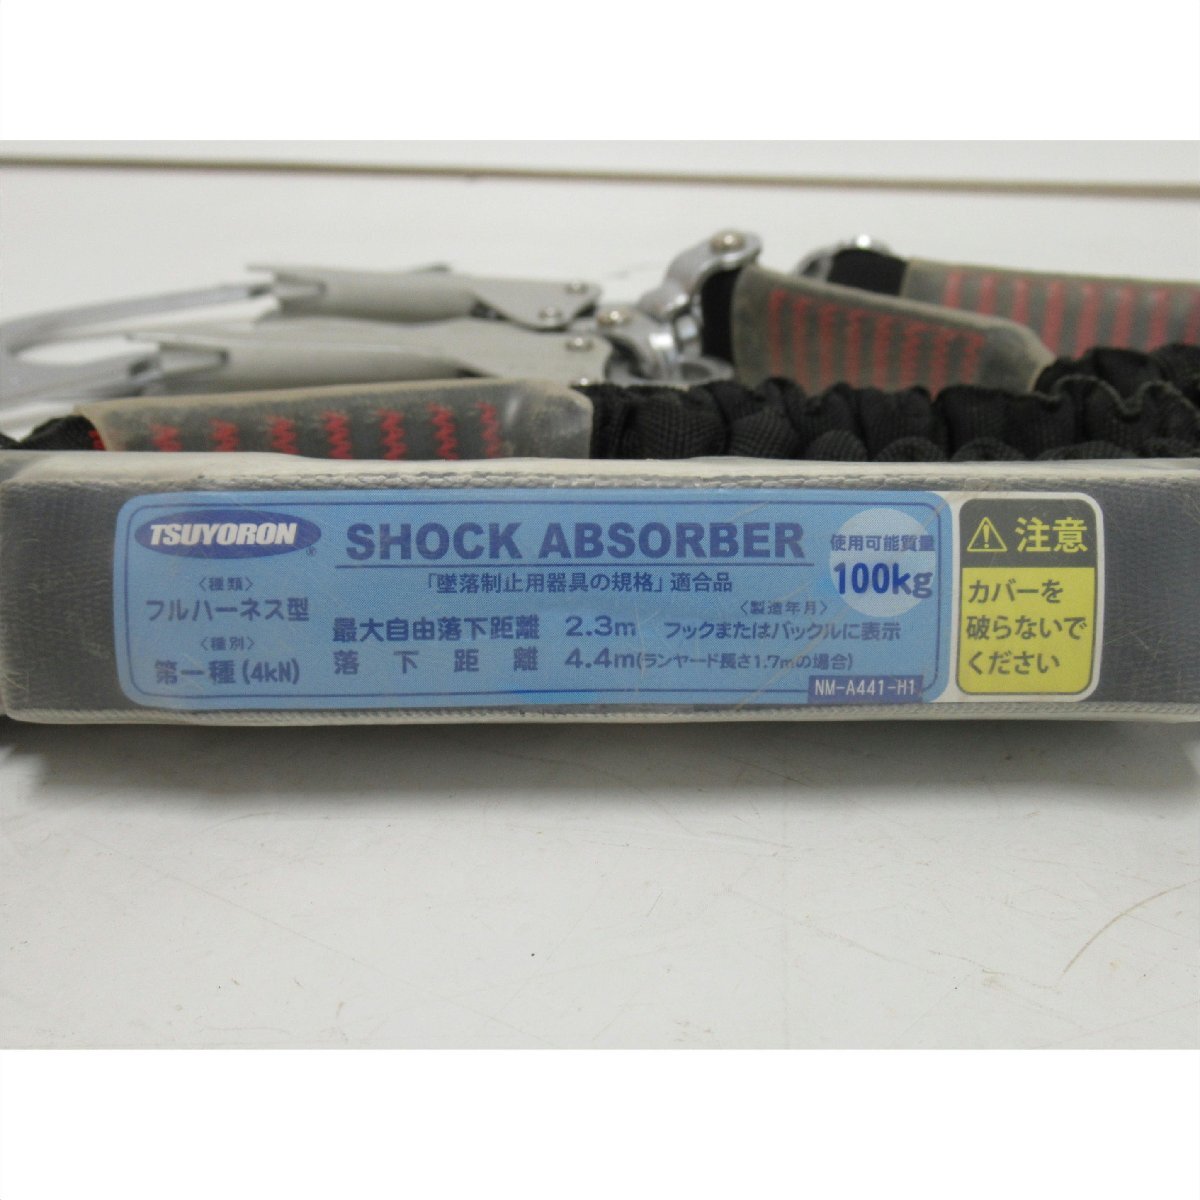 TSUYORON®
SHOCK ABSORBER
「墜落制止用器具の規格」適合品
使用可能質量
100kg
〈種類〉
フルハーネス型
〈種別〉
第一種(4kN)
最大自由落下距離 2.3m
落下距離 4.4m(ランヤード長さ1.7mの場合)
〈製造年月〉
フックまたはバックルに表示
NM-A441-H1
⚠注意
カバーを
破らないで
ください